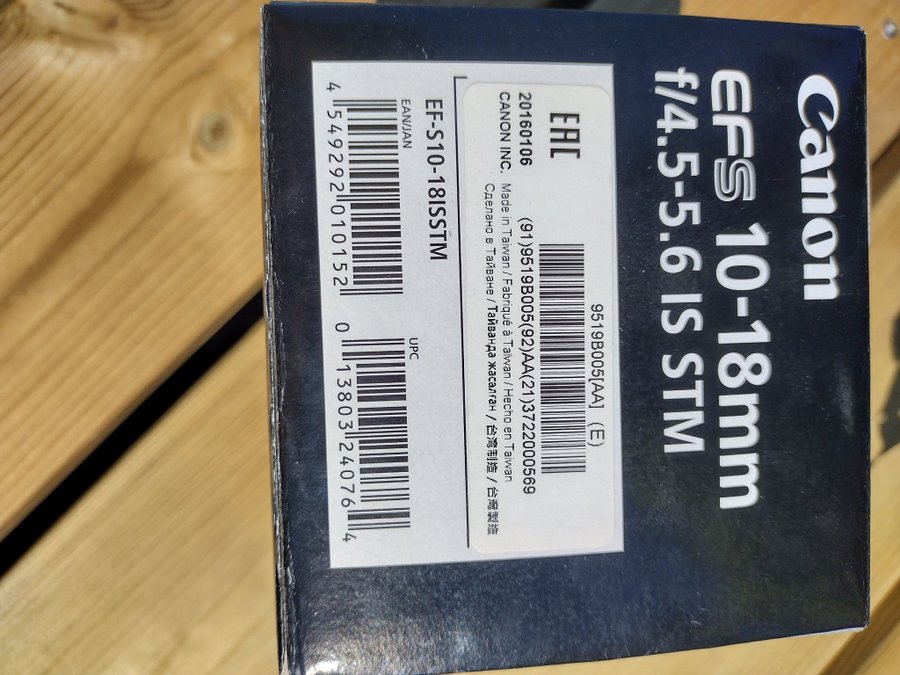 Canon
EFS 10-18mm
f/4.5-5.6 IS STM
9519B005[AA] (E)
(91)9519B005(92)AA(21)3722000569
EAC
20160106
CANON INC.
Made in Taiwan / Fabriqué à Taïwan / Hecho en Taiwan
Сделано в Тайване / Тайванда жасалған / 台灣制造 / 台灣製造
EF-S10-18ISSTM
EAN/JAN
4 549292 010152
UPC
0 13803 24076 4